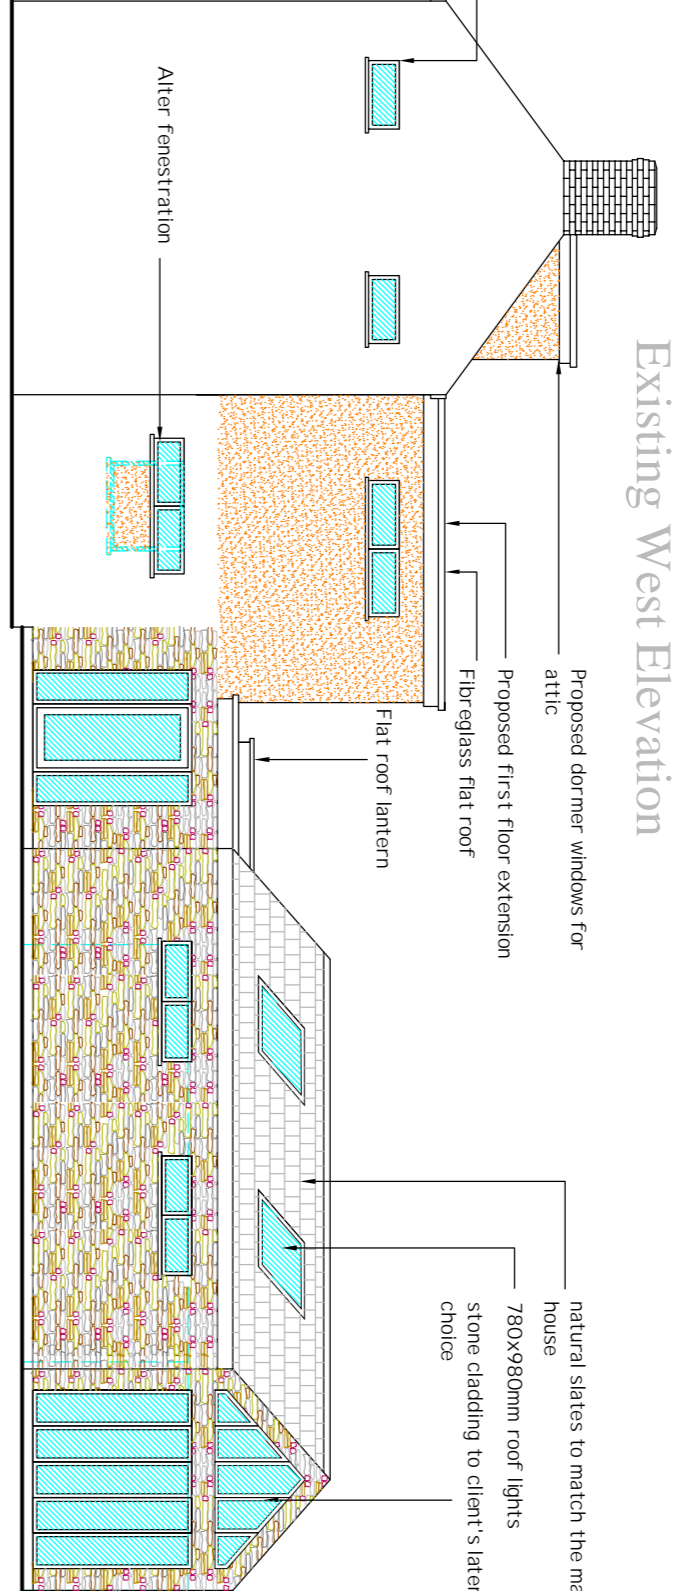 Existing West Elevation
Proposed dormer windows for
attic
Proposed first floor extension
Fibreglass flat roof
Flat roof lantern
Alter fenestration
natural slates to match the
house
780x980mm roof lights
stone cladding to client's later
choice